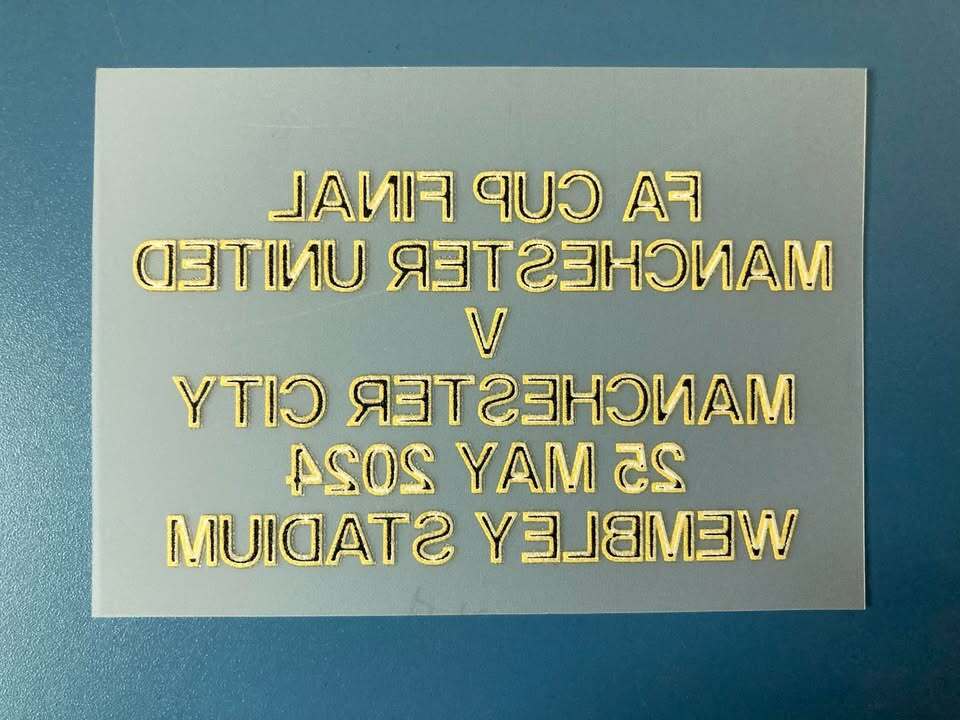 FA CUP FINAL
MANCHESTER UNITED
V
MANCHESTER CITY
25 MAY 2024
WEMBLEY STADIUM